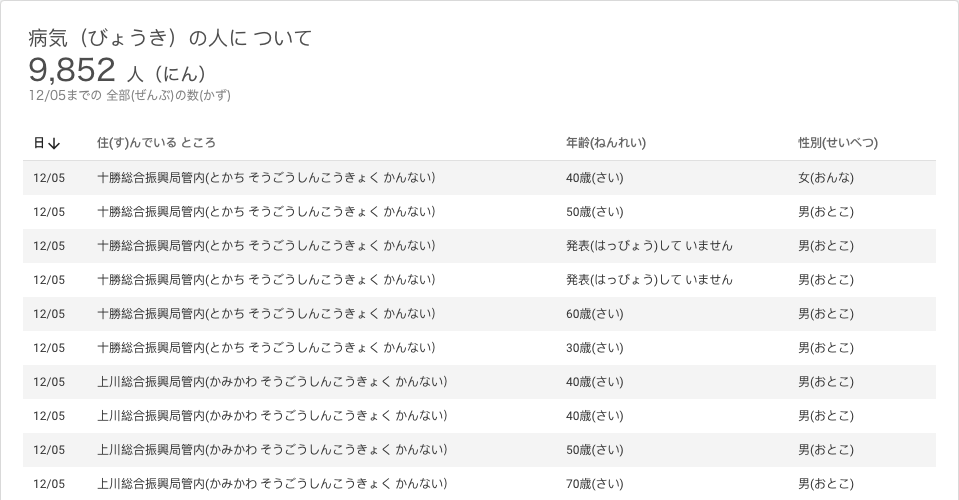 病気（びょうき）の人に ついて
9,852 人（にん）
12/05までの 全部(ぜんぶ)の数(かず)
日↓ 住(す)んでいる ところ 年齢(ねんれい) 性別(せいべつ)
12/05 十勝総合振興局管内(とかち そうごうしんこうきょく かんない) 40歳(さい) 女(おんな)
12/05 十勝総合振興局管内(とかち そうごうしんこうきょく かんない) 50歳(さい) 男(おとこ)
12/05 十勝総合振興局管内(とかち そうごうしんこうきょく かんない) 発表(はっぴょう)して いません 男(おとこ)
12/05 十勝総合振興局管内(とかち そうごうしんこうきょく かんない) 発表(はっぴょう)して いません 男(おとこ)
12/05 十勝総合振興局管内(とかち そうごうしんこうきょく かんない) 60歳(さい) 男(おとこ)
12/05 十勝総合振興局管内(とかち そうごうしんこうきょく かんない) 30歳(さい) 男(おとこ)
12/05 上川総合振興局管内(かみかわ そうごうしんこうきょく かんない) 40歳(さい) 男(おとこ)
12/05 上川総合振興局管内(かみかわ そうごうしんこうきょく かんない) 40歳(さい) 男(おとこ)
12/05 上川総合振興局管内(かみかわ そうごうしんこうきょく かんない) 50歳(さい) 男(おとこ)
12/05 上川総合振興局管内(かみかわ そうごうしんこうきょく かんない) 70歳(さい) 男(おとこ)